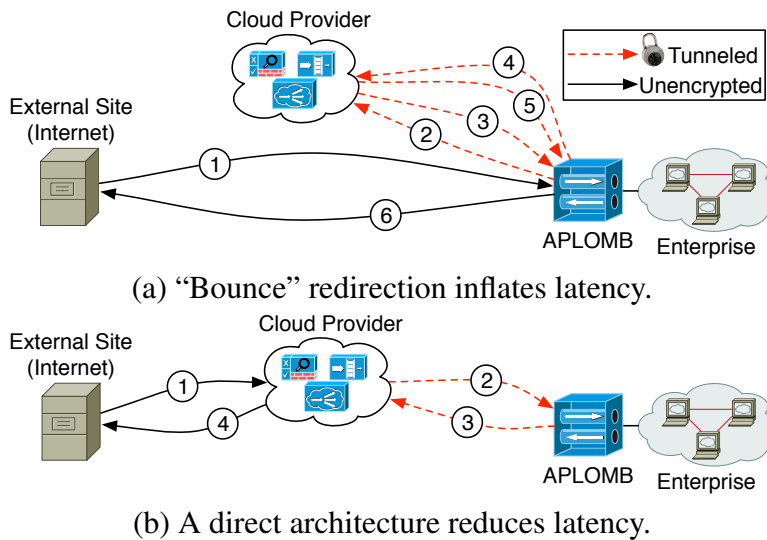 Cloud Provider
Tunneled
Unencrypted
External Site
(Internet)
1
2
3
4
5
6
APLOMB
Enterprise
(a) “Bounce” redirection inflates latency.
Cloud Provider
External Site
(Internet)
1
2
3
4
APLOMB
Enterprise
(b) A direct architecture reduces latency.